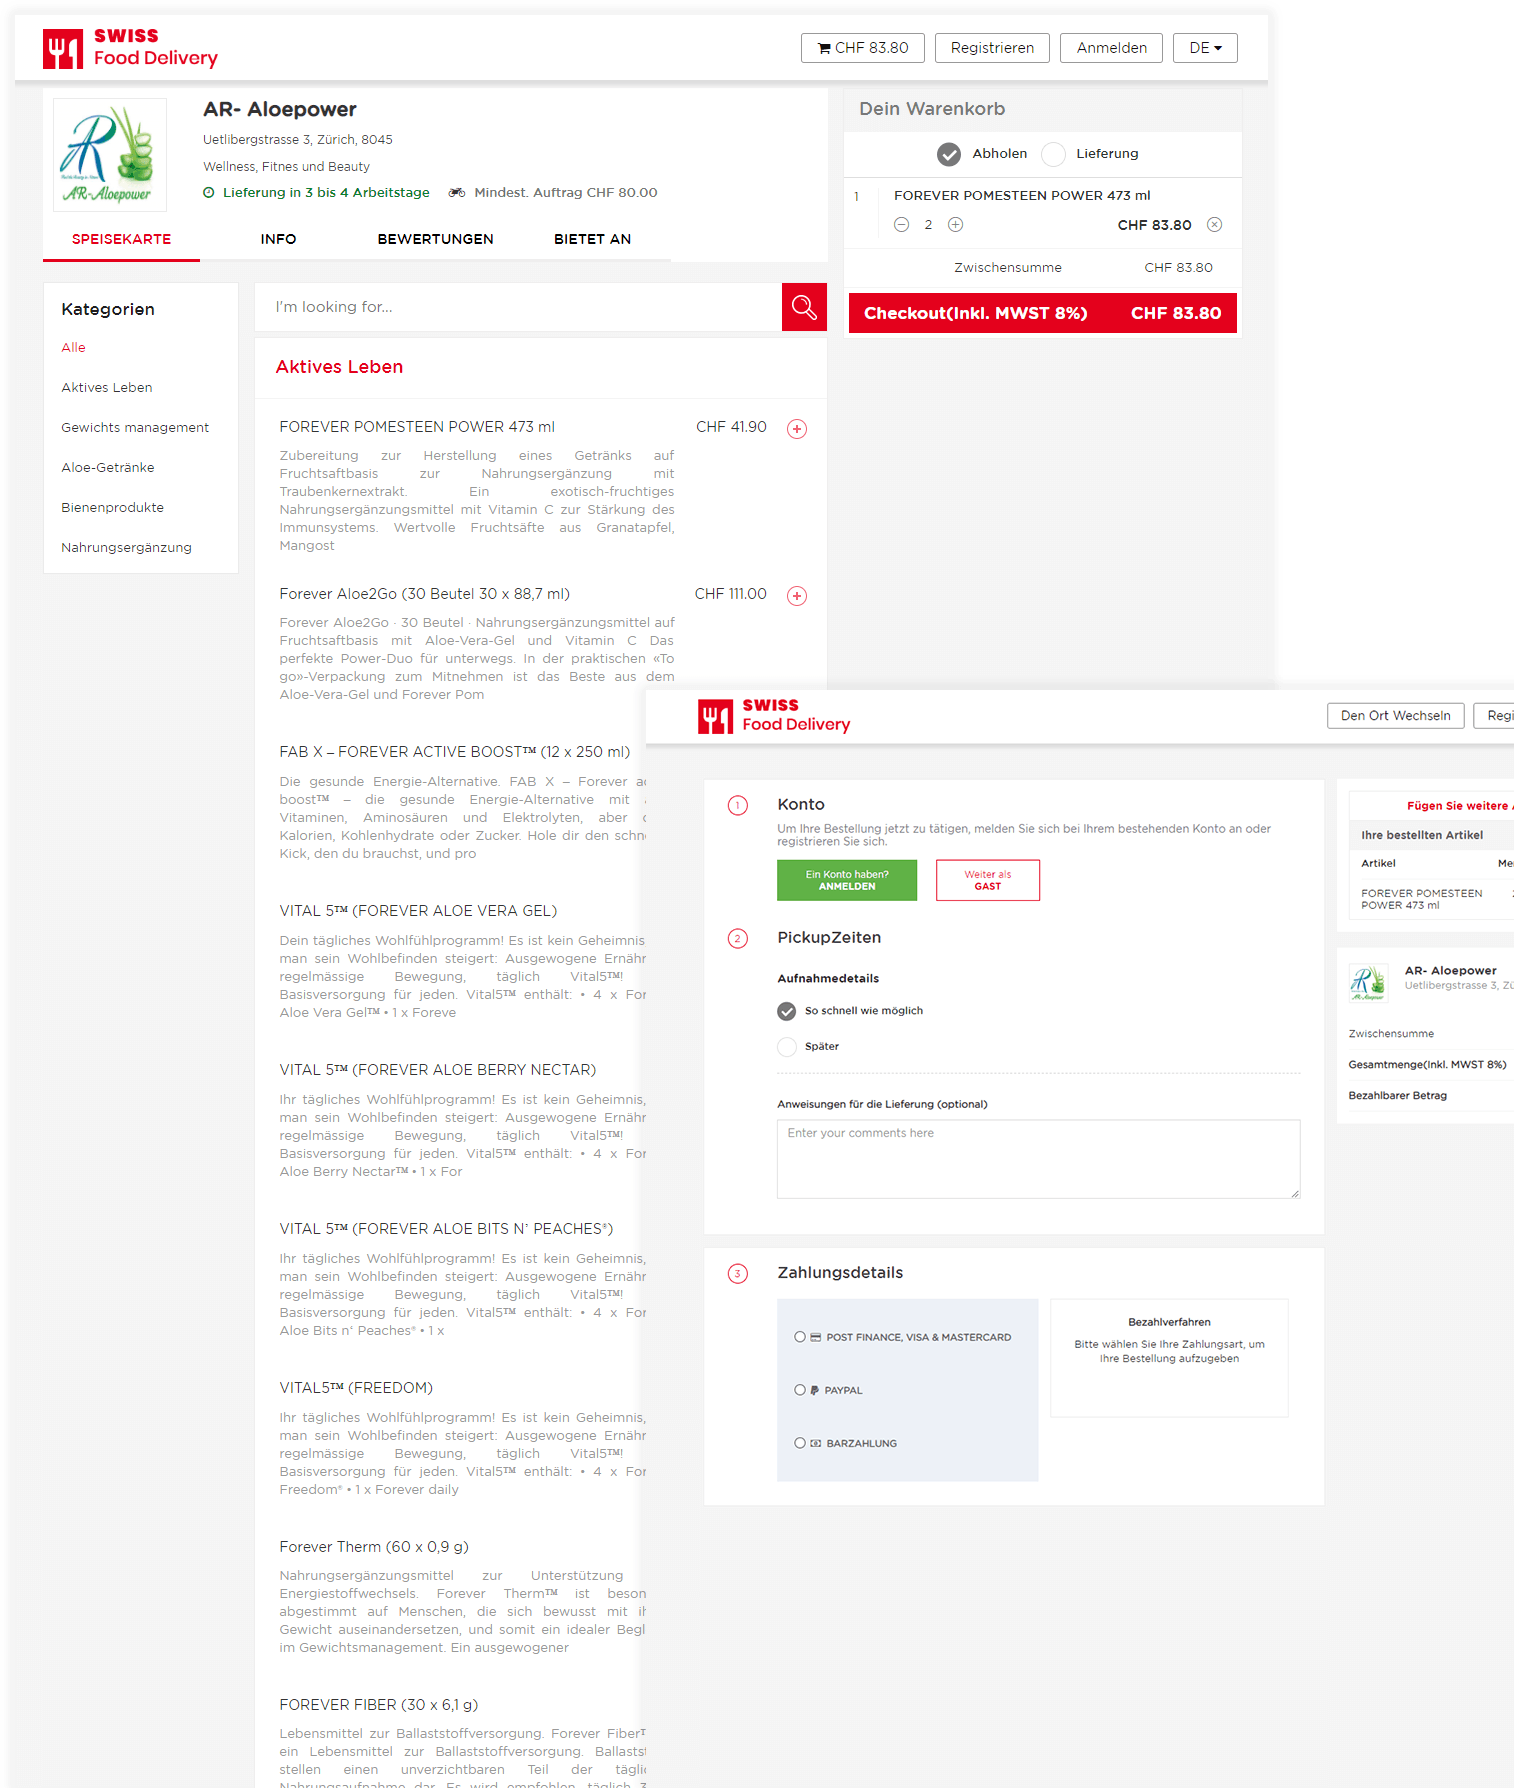 SWISS
Food Delivery
CHF 83.80
Registrieren
Anmelden
DE
AR- Aloepower
Uetlibergstrasse 3, Zürich, 8045
Wellness, Fitnes und Beauty
Lieferung in 3 bis 4 Arbeitstage
Mindest. Auftrag CHF 80.00
AR-Aloepower
SPEISEKARTE
INFO
BEWERTUNGEN
BIETET AN
Dein Warenkorb
Abholen
Lieferung
1
FOREVER POMESTEEN POWER 473 ml
2
CHF 83.80
Zwischensumme
CHF 83.80
Checkout(Inkl. MWST 8%)
CHF 83.80
Kategorien
Alle
Aktives Leben
Gewichts management
Aloe-Getränke
Bienenprodukte
Nahrungsergänzung
I'm looking for...
Aktives Leben
FOREVER POMESTEEN POWER 473 ml
CHF 41.90
Zubereitung zur Herstellung eines Getränks auf
Fruchtsaftbasis zur Nahrungsergänzung mit
Traubenkernextrakt. Ein exotisch-fruchtiges
Nahrungsergänzungsmittel mit Vitamin C zur Stärkung des
Immunsystems. Wertvolle Fruchtsäfte aus Granatapfel,
Mangost
Forever Aloe2Go (30 Beutel 30 x 88,7 ml)
CHF 111.00
Forever Aloe2Go · 30 Beutel · Nahrungsergänzungsmittel auf
Fruchtsaftbasis mit Aloe-Vera-Gel und Vitamin C Das
perfekte Power-Duo für unterwegs. In der praktischen «To
go»-Verpackung zum Mitnehmen ist das Beste aus dem
Aloe-Vera-Gel und Forever Pom
FAB X – FOREVER ACTIVE BOOST™ (12 x 250 ml)
Die gesunde Energie-Alternative. FAB X – Forever ac
boost™ – die gesunde Energie-Alternative mit
Vitaminen, Aminosäuren und Elektrolyten, aber
Kalorien, Kohlenhydrate oder Zucker. Hole dir den schne
Kick, den du brauchst, und pro
VITAL 5™ (FOREVER ALOE VERA GEL)
Dein tägliches Wohlfühlprogramm! Es ist kein Geheimnis
man sein Wohlbefinden steigert: Ausgewogene Ernähr
regelmässige Bewegung, täglich Vital5™!
Basisversorgung für jeden. Vital5™ enthält: • 4 x For
Aloe Vera Gel™ • 1 x Foreve
VITAL 5™ (FOREVER ALOE BERRY NECTAR)
Ihr tägliches Wohlfühlprogramm! Es ist kein Geheimnis,
man sein Wohlbefinden steigert: Ausgewogene Ernähr
regelmässige Bewegung, täglich Vital5™!
Basisversorgung für jeden. Vital5™ enthält: • 4 x For
Aloe Berry Nectar™ • 1 x For
VITAL 5™ (FOREVER ALOE BITS N' PEACHES®)
Ihr tägliches Wohlfühlprogramm! Es ist kein Geheimnis,
man sein Wohlbefinden steigert: Ausgewogene Ernähr
regelmässige Bewegung, täglich Vital5™!
Basisversorgung für jeden. Vital5™ enthält: • 4 x For
Aloe Bits n' Peaches® • 1 x
VITAL5™ (FREEDOM)
Ihr tägliches Wohlfühlprogramm! Es ist kein Geheimnis,
man sein Wohlbefinden steigert: Ausgewogene Ernähr
regelmässige Bewegung, täglich Vital5™!
Basisversorgung für jeden. Vital5™ enthält: • 4 x For
Freedom® • 1 x Forever daily
Forever Therm (60 x 0,9 g)
Nahrungsergänzungsmittel zur Unterstützung
Energiestoffwechsels. Forever Therm™ ist beson
abgestimmt auf Menschen, die sich bewusst mit ih
Gewicht auseinandersetzen, und somit ein idealer Begl
im Gewichtsmanagement. Ein ausgewogener
FOREVER FIBER (30 x 6,1 g)
Lebensmittel zur Ballaststoffversorgung. Forever Fiber™
ein Lebensmittel zur Ballaststoffversorgung. Ballastst
stellen einen unverzichtbaren Teil der täglic
Nahrungsaufnahme dar. Es wird empfohlen, täglich 3
SWISS
Food Delivery
Den Ort Wechseln
Regi
1
Konto
Um Ihre Bestellung jetzt zu tätigen, melden Sie sich bei Ihrem bestehenden Konto an oder
registrieren Sie sich.
Ein Konto haben?
ANMELDEN
Weiter als
GAST
2
PickupZeiten
Aufnahmedetails
So schnell wie möglich
Später
Anweisungen für die Lieferung (optional)
Enter your comments here
3
Zahlungsdetails
POST FINANCE, VISA & MASTERCARD
PAYPAL
BARZAHLUNG
Bezahlverfahren
Bitte wählen Sie Ihre Zahlungsart, um
Ihre Bestellung aufzugeben
Fügen Sie weitere
Ihre bestellten Artikel
Artikel
Me
FOREVER POMESTEEN
POWER 473 ml
AR- Aloepower
Uetlibergstrasse 3, Zü
AR-Aloepower
Zwischensumme
Gesamtmenge(Inkl. MWST 8%)
Bezahlbarer Betrag